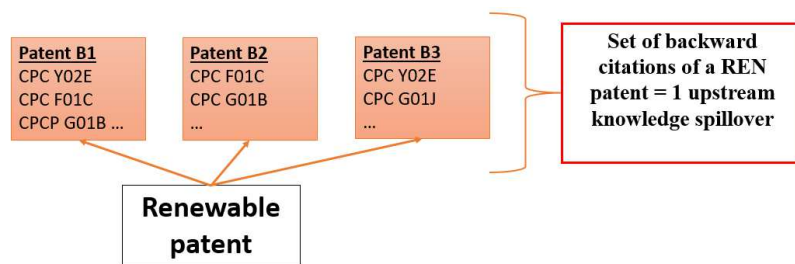 Patent B1
CPC Y02E
CPC F01C
CPCP G01B ...
Patent B2
CPC F01C
CPC G01B
...
Patent B3
CPC Y02E
CPC G01J
...
Set of backward
citations of a REN
patent = 1 upstream
knowledge spillover
Renewable
patent